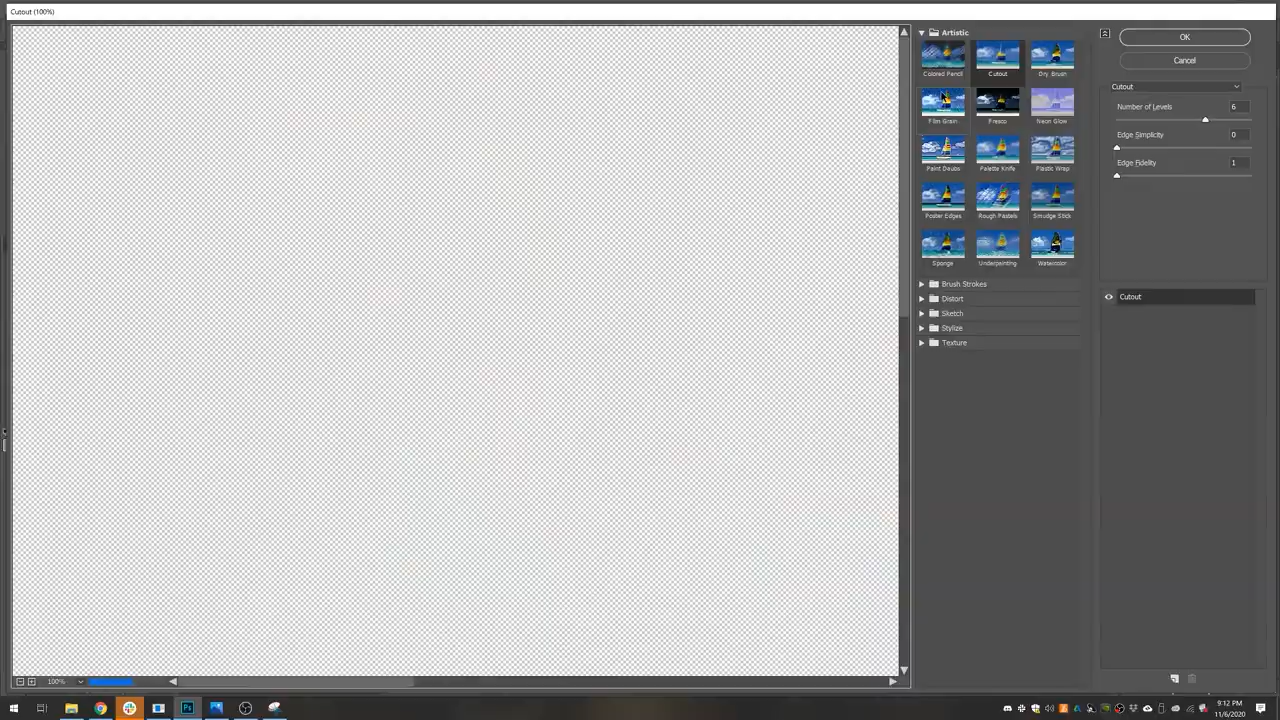 Cutout (100%)
Artistic
Colored Pencil
Cutout
Dry Brush
Film Grain
Fresco
Neon Glow
Paint Daubs
Palette Knife
Plastic Wrap
Poster Edges
Rough Pastels
Smudge Stick
Sponge
Underpainting
Watercolor
Brush Strokes
Distort
Sketch
Stylize
Texture
OK
Cancel
Cutout
Number of Levels 6
Edge Simplicity 0
Edge Fidelity 1
Cutout
100%
Ps
9:12 PM
11/6/2020